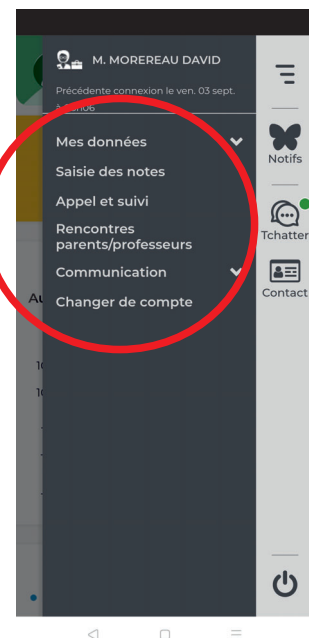 M. MOREREAU DAVID
Précédente connexion le ven. 03 sept.
Mes données
Saisie des notes
Appel et suivi
Rencontres
parents/professeurs
Communication
Changer de compte
Notifs
Tchatter
Contact